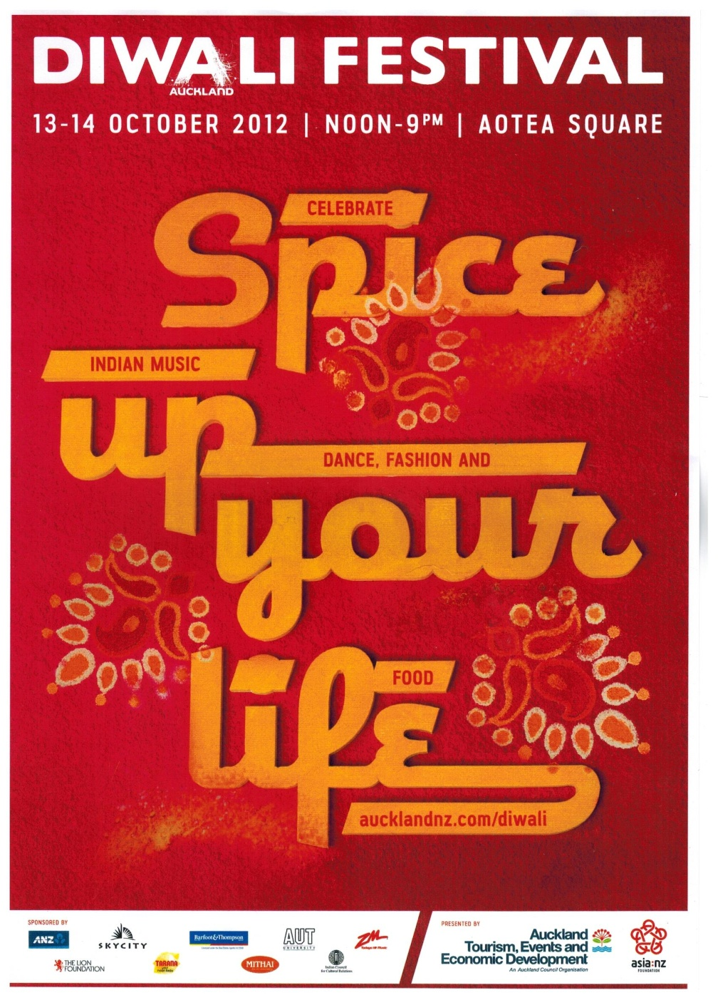 DIWALI FESTIVAL
AUCKLAND
13-14 OCTOBER 2012 | NOON-9PM | AOTEA SQUARE
CELEBRATE
Spice
INDIAN MUSIC
up
DANCE, FASHION AND
your
life
FOOD
aucklandnz.com/diwali
SPONSORED BY
ANZ
SKYCITY
Barfoot & Thompson
AUT
UNIVERSITY
ZM
Todays Hit Music
THE LION
FOUNDATION
TARANA
MITHAI
Indian Council
for Cultural Relations
PRESENTED BY
Auckland
Tourism, Events and
Economic Development
An Auckland Council Organisation
asia:nz
FOUNDATION